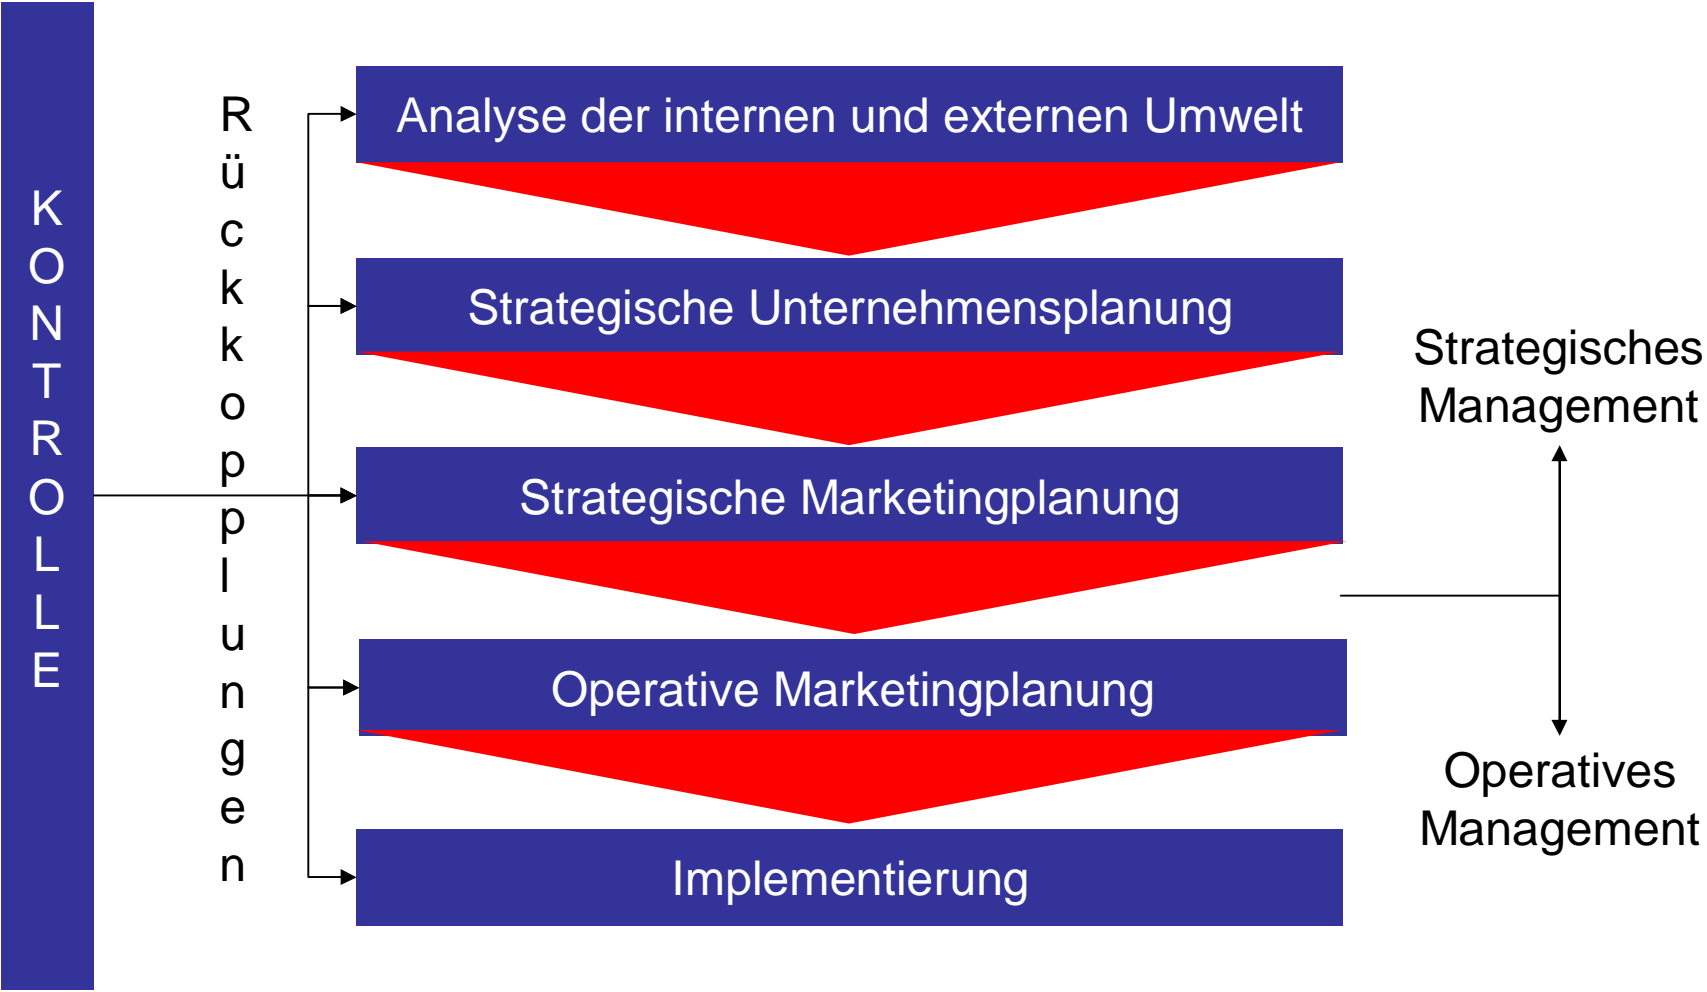 KONTROLLE
Rückkopplungen
Analyse der internen und externen Umwelt
Strategische Unternehmensplanung
Strategische Marketingplanung
Operative Marketingplanung
Implementierung
Strategisches
Management
Operatives
Management